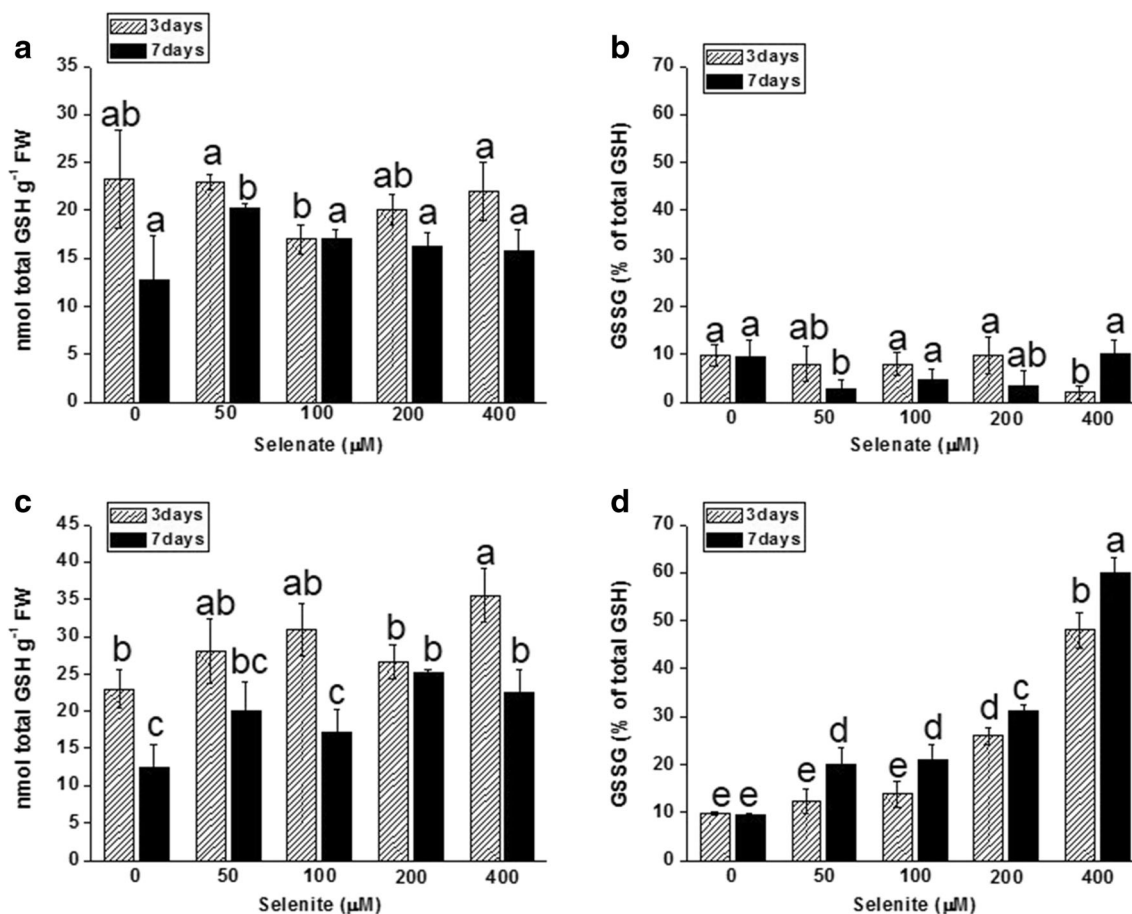 a
3days
7days
35
30
25
20
15
10
5
0
nmol total GSH g⁻¹ FW
ab
a
a
b
b
a
ab
a
a
a
0 50 100 200 400
Selenate (µM)
b
3days
7days
70
60
50
40
30
20
10
0
GSSG (% of total GSH)
a
a
ab
b
a
a
a
ab
b
a
0 50 100 200 400
Selenate (µM)
c
3days
7days
45
40
35
30
25
20
15
10
5
0
nmol total GSH g⁻¹ FW
b
c
ab
bc
ab
c
b
b
a
b
0 50 100 200 400
Selenite (µM)
d
3days
7days
70
60
50
40
30
20
10
0
GSSG (% of total GSH)
e
e
e
d
e
d
d
c
b
a
0 50 100 200 400
Selenite (µM)